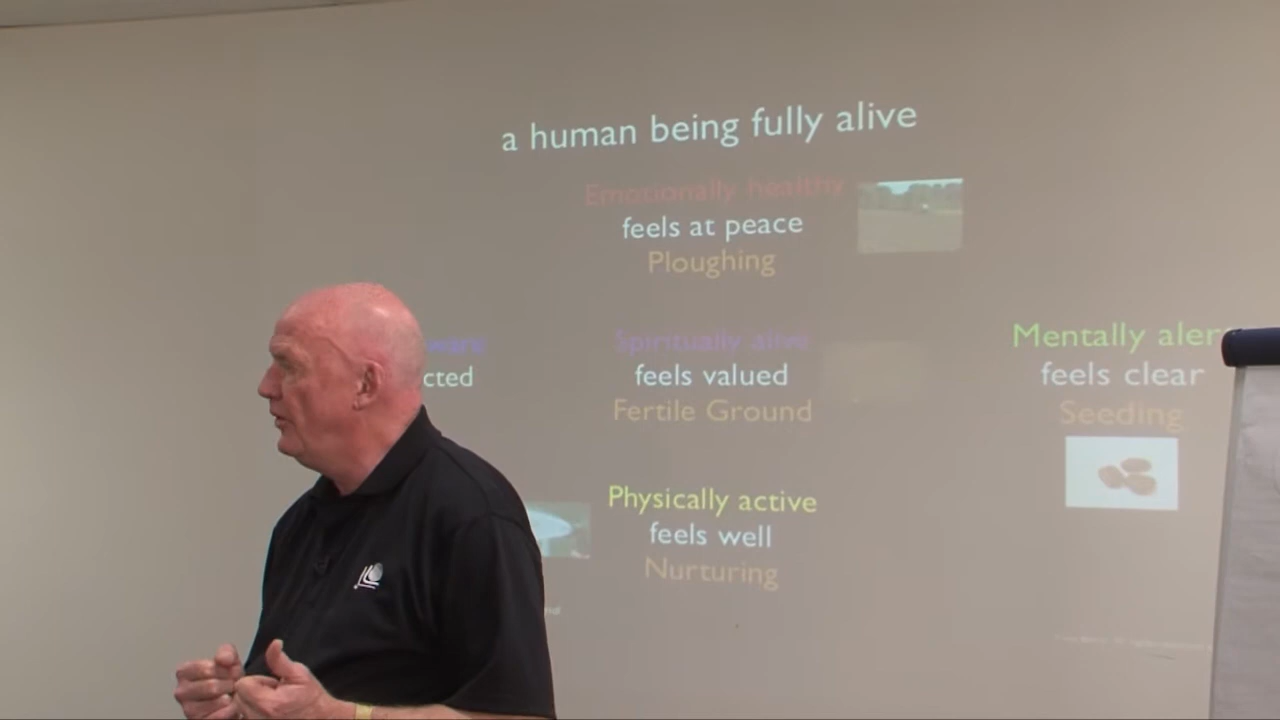 a human being fully alive
Emotionally healthy
feels at peace
Ploughing
Spiritually alive
feels valued
Fertile Ground
Mentally aler
feels clear
Seeding
Physically active
feels well
Nurturing
ware
cted